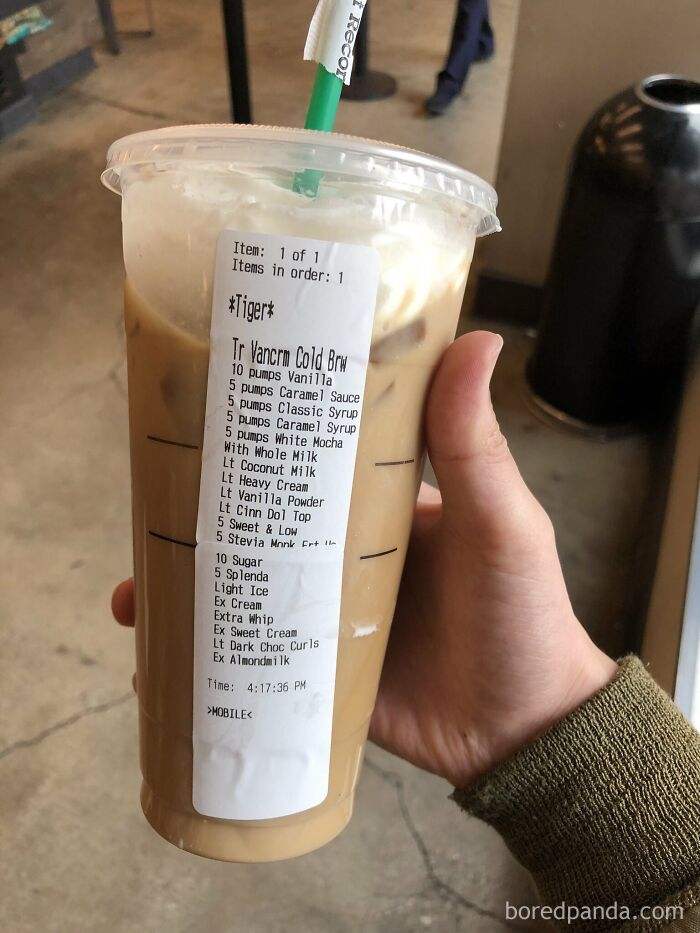 t Recor
Item: 1 of 1
Items in order: 1
*Tiger*
Tr Vancrm Cold Brw
10 pumps Vanilla
5 pumps Caramel Sauce
5 pumps Classic Syrup
5 pumps Caramel Syrup
5 pumps White Mocha
With Whole Milk
Lt Coconut Milk
Lt Heavy Cream
Lt Vanilla Powder
Lt Cinn Dol Top
5 Sweet & Low
5 Stevia Monk
10 Sugar
5 Splenda
Light Ice
Ex Cream
Extra Whip
Ex Sweet Cream
Lt Dark Choc Curls
Ex Almondmilk
Time: 4:17:36 PM
>MOBILE<
boredpanda.com